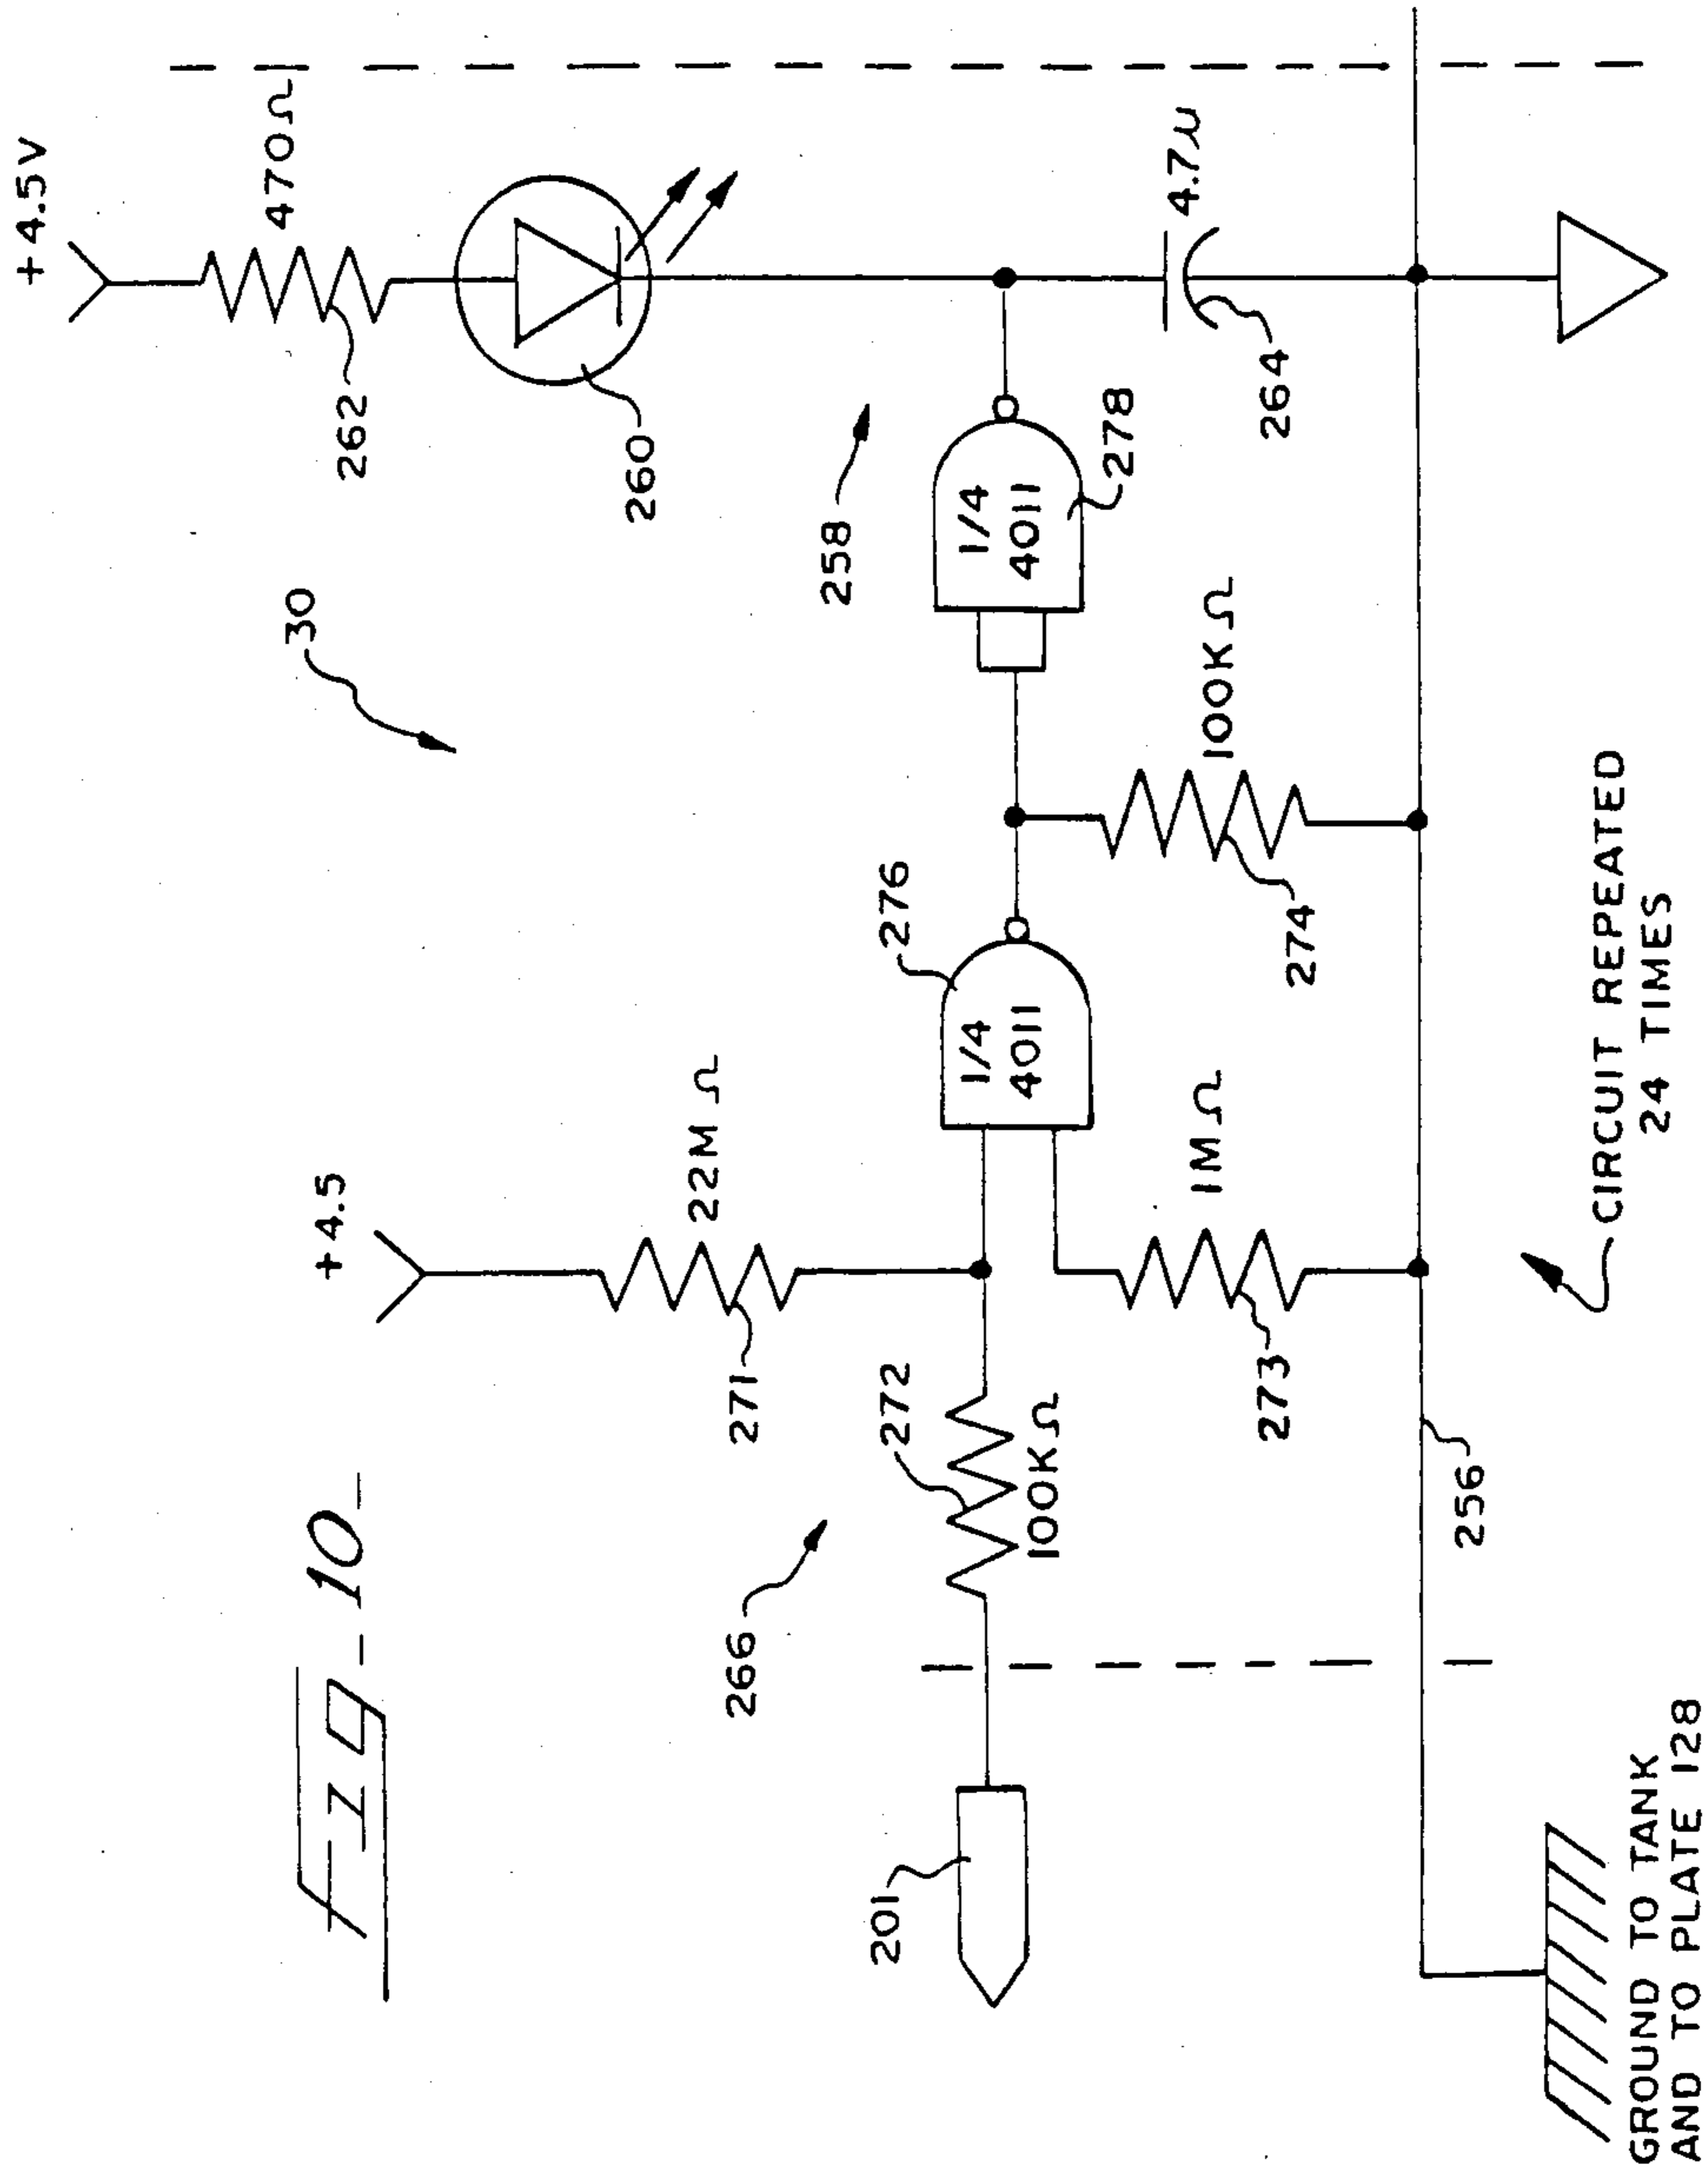 Fig-10
30
+4.5V
470Ω
262
260
258
+4.5
22MΩ
271
276
1/4
4011
1/4
4011
278
4.7μ
264
266
272
100KΩ
201
1MΩ
273
100KΩ
274
256
GROUND TO TANK
AND TO PLATE 128
CIRCUIT REPEATED
24 TIMES